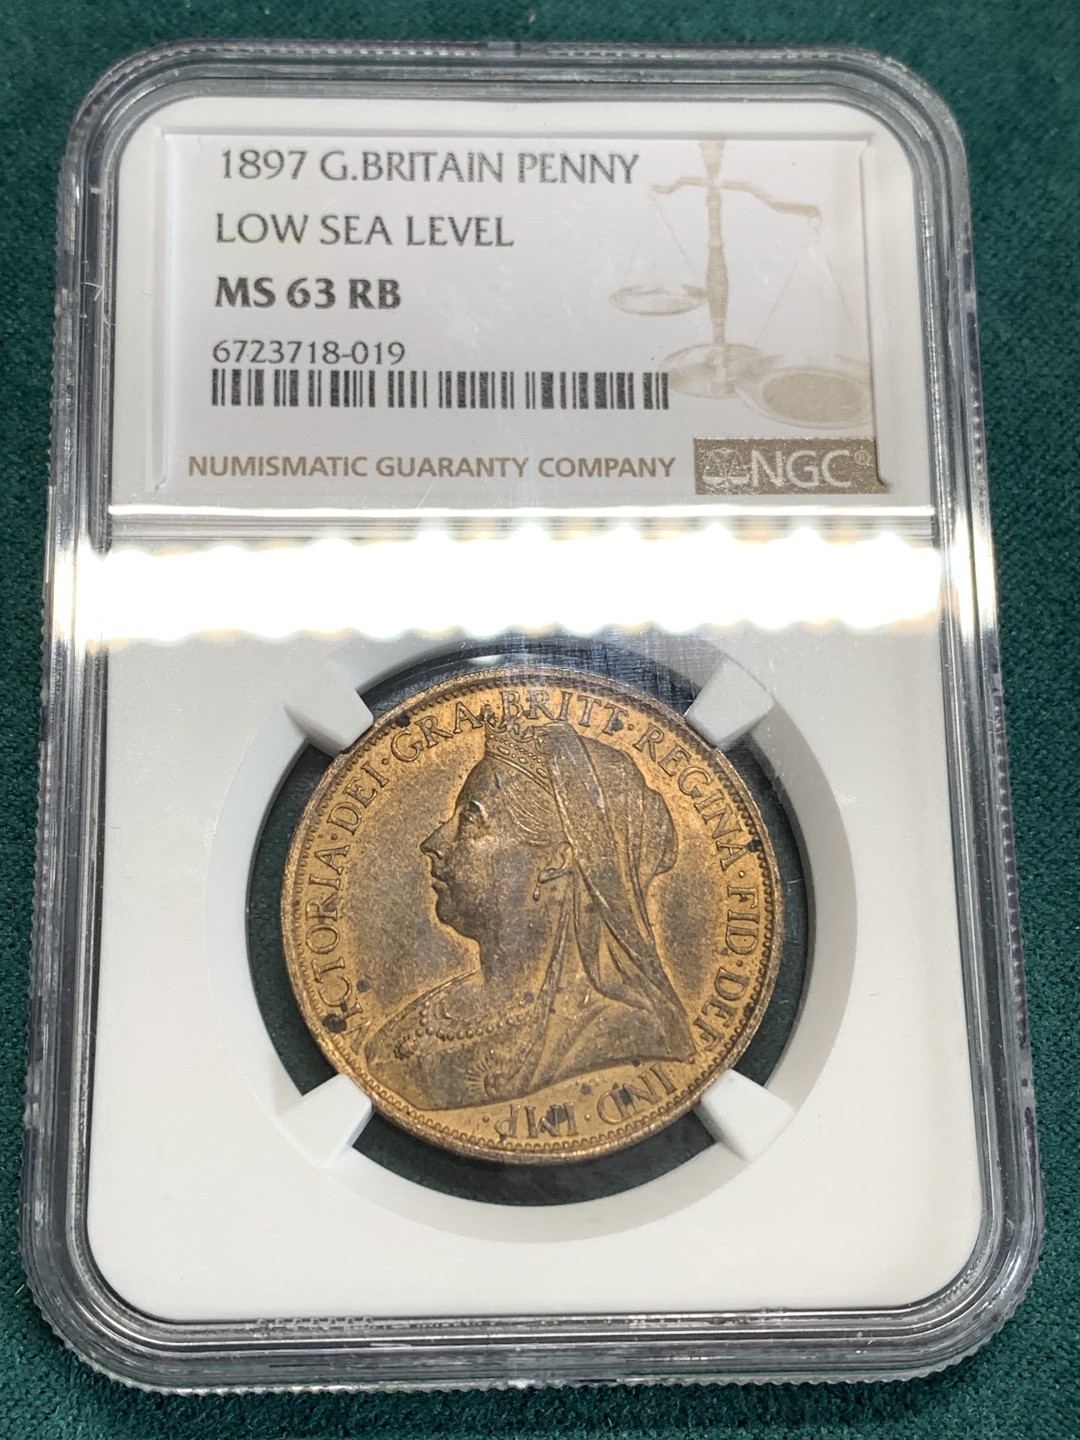 1897 G.BRITAIN PENNY
LOW SEA LEVEL
MS 63 RB
6723718-019
NUMISMATIC GUARANTY COMPANY
NGC®
VICTORIA·DEI·GRA·BRITT·REGINA·FID·DEF·IND·IMP·